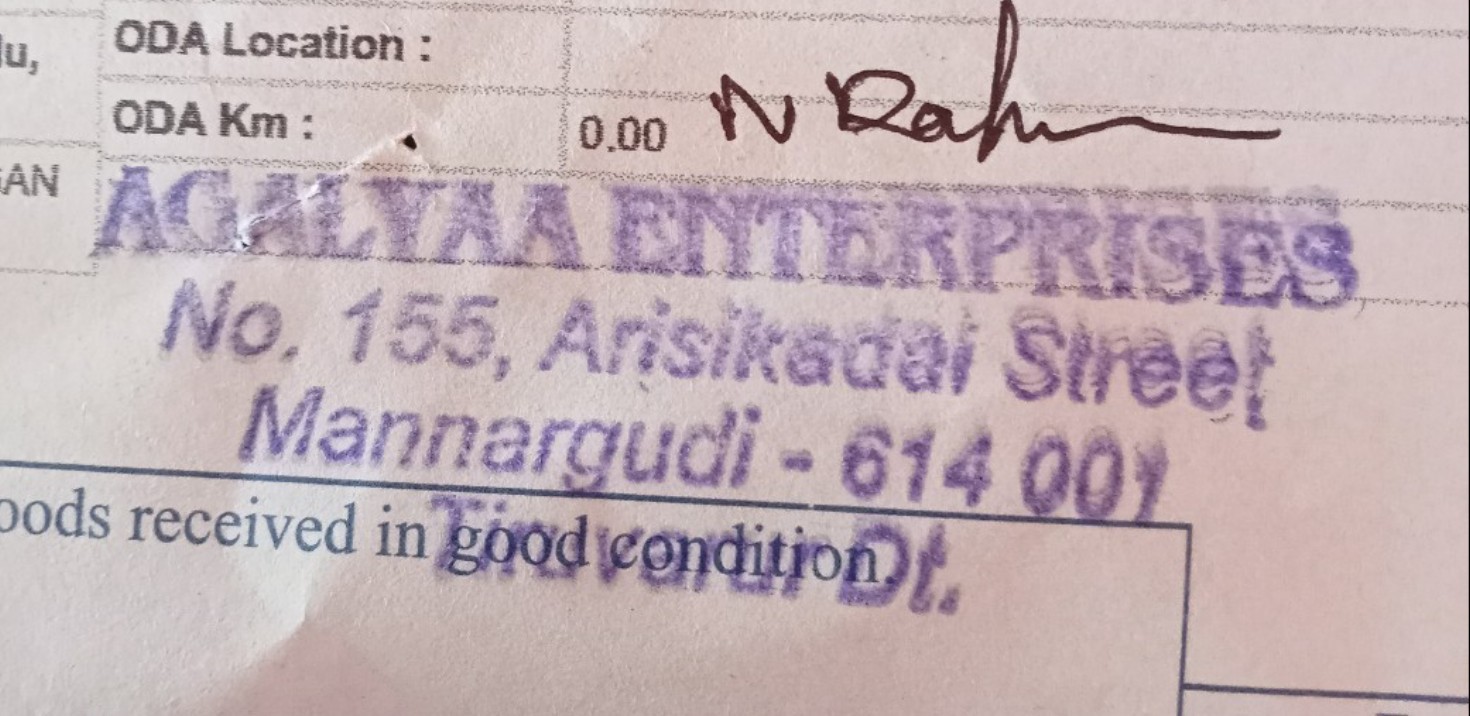 lu,
ODA Location :
ODA Km :
0.00
N
AN
AGALYAA ENTERPRISES
No. 155, Arisikadai Street
Mannargudi - 614 001
Tiruvarur Dt.
oods received in good condition.